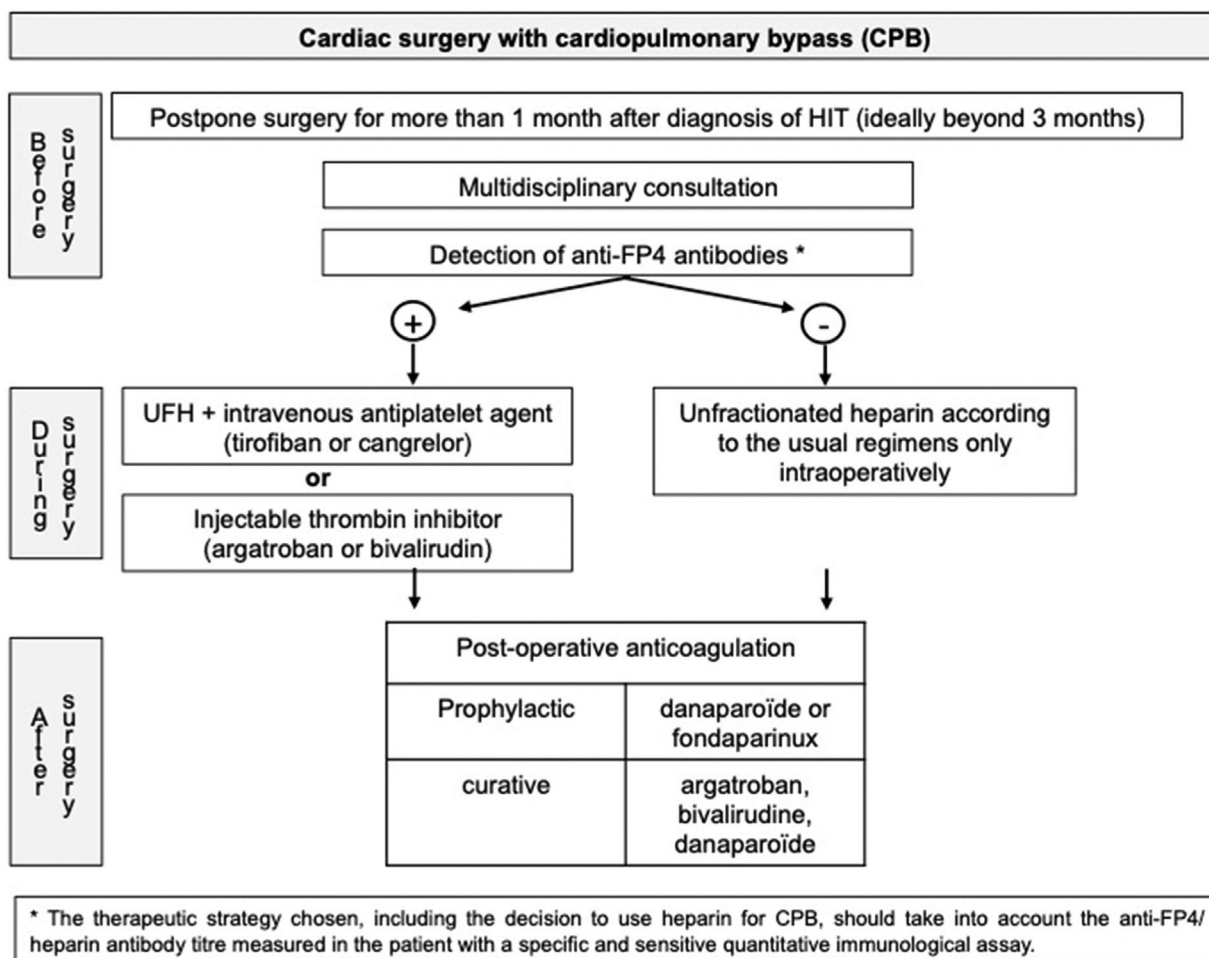 Cardiac surgery with cardiopulmonary bypass (CPB)
Before
surgery
Postpone surgery for more than 1 month after diagnosis of HIT (ideally beyond 3 months)
Multidisciplinary consultation
Detection of anti-FP4 antibodies *
+
-
During
surgery
UFH + intravenous antiplatelet agent
(tirofiban or cangrelor)
or
Injectable thrombin inhibitor
(argatroban or bivalirudin)
Unfractionated heparin according
to the usual regimens only
intraoperatively
After
surgery
Post-operative anticoagulation
Prophylactic
danaparoïde or
fondaparinux
curative
argatroban,
bivalirudine,
danaparoïde
* The therapeutic strategy chosen, including the decision to use heparin for CPB, should take into account the anti-FP4/
heparin antibody titre measured in the patient with a specific and sensitive quantitative immunological assay.